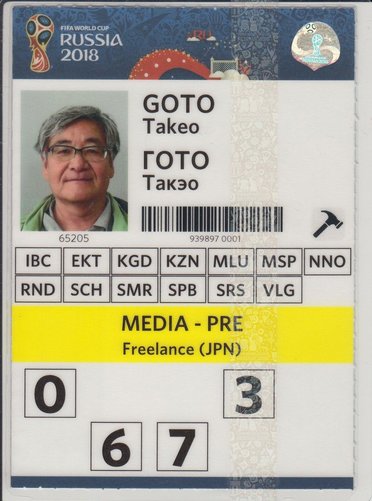 FIFA WORLD CUP
RUSSIA
2018
GOTO
Takeo
ГОТО
Такэо
65205
939897 0001
IBC EKT KGD KZN MLU MSP NNO
RND SCH SMR SPB SRS VLG
MEDIA - PRE
Freelance (JPN)
0 3
6 7